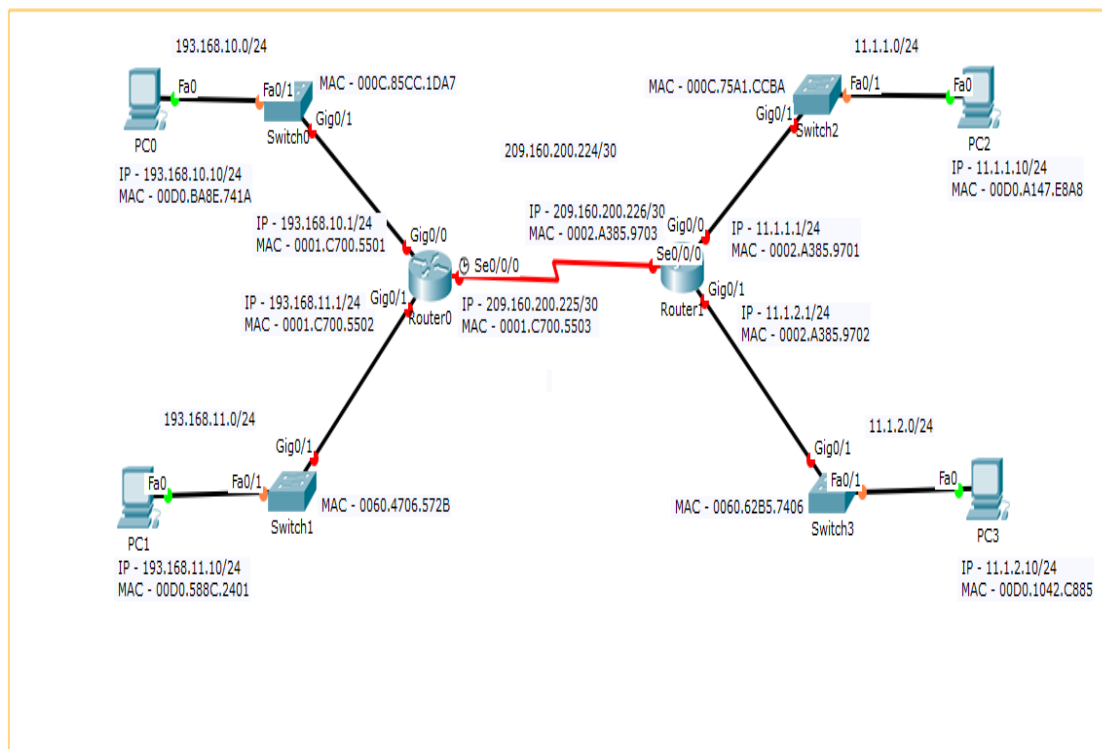 193.168.10.0/24
Fa0
Fa0/1
MAC - 000C.85CC.1DA7
Gig0/1
Switch0
PC0
IP - 193.168.10.10/24
MAC - 00D0.BA8E.741A
11.1.1.0/24
MAC - 000C.75A1.CCBA
Fa0/1
Fa0
Gig0/1
Switch2
PC2
IP - 11.1.1.10/24
MAC - 00D0.A147.E8A8
209.160.200.224/30
IP - 193.168.10.1/24
MAC - 0001.C700.5501
Gig0/0
IP - 209.160.200.226/30
MAC - 0002.A385.9703
Gig0/0
IP - 11.1.1.1/24
MAC - 0002.A385.9701
Se0/0/0
Se0/0/0
IP - 193.168.11.1/24
MAC - 0001.C700.5502
Gig0/1
Router0
IP - 209.160.200.225/30
MAC - 0001.C700.5503
Router1
Gig0/1
IP - 11.1.2.1/24
MAC - 0002.A385.9702
193.168.11.0/24
Gig0/1
Fa0
Fa0/1
Switch1
MAC - 0060.4706.572B
PC1
IP - 193.168.11.10/24
MAC - 00D0.588C.2401
11.1.2.0/24
Gig0/1
Fa0/1
Fa0
MAC - 0060.62B5.7406
Switch3
PC3
IP - 11.1.2.10/24
MAC - 00D0.1042.C885